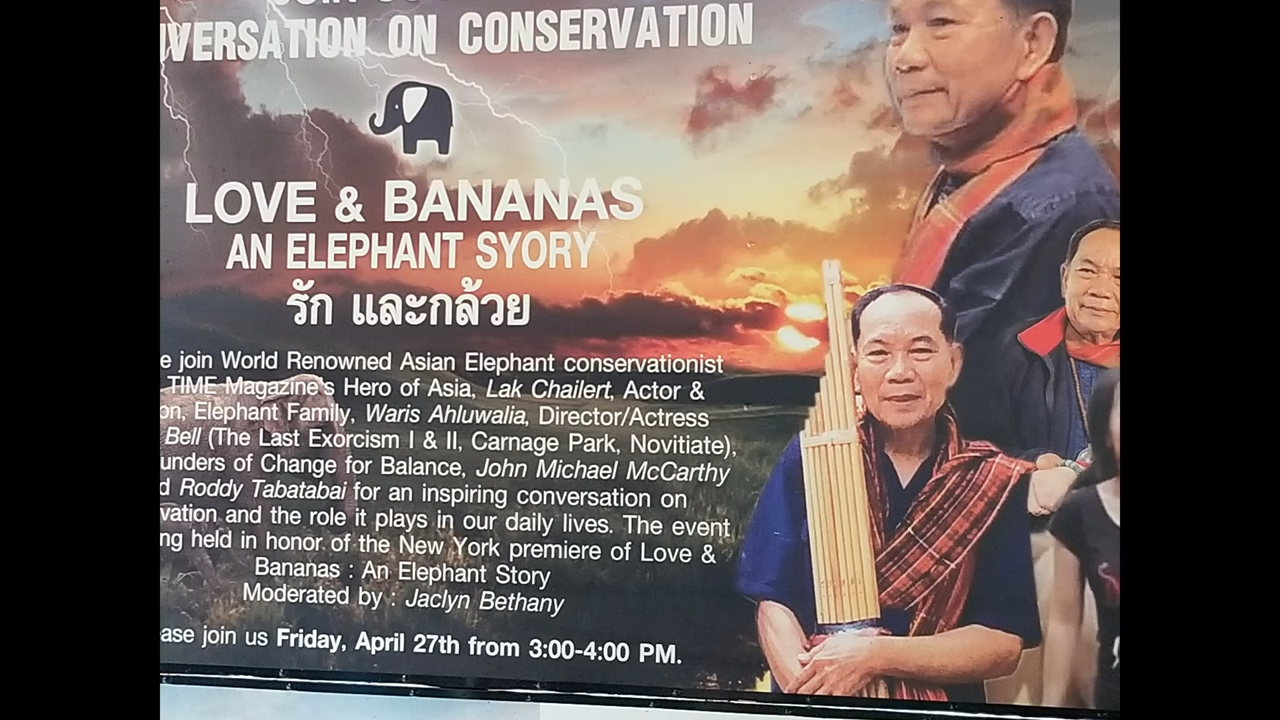 VERSATION ON CONSERVATION
LOVE & BANANAS
AN ELEPHANT SYORY
รัก และกล้วย
e join World Renowned Asian Elephant conservationist
TIME Magazine's Hero of Asia, Lak Chailert, Actor &
on, Elephant Family, Waris Ahluwalia, Director/Actress
Bell (The Last Exorcism I & II, Carnage Park, Novitiate),
unders of Change for Balance, John Michael McCarthy
d Roddy Tabatabai for an inspiring conversation on
vation and the role it plays in our daily lives. The event
ng held in honor of the New York premiere of Love &
Bananas : An Elephant Story
Moderated by : Jaclyn Bethany
ase join us Friday, April 27th from 3:00-4:00 PM.